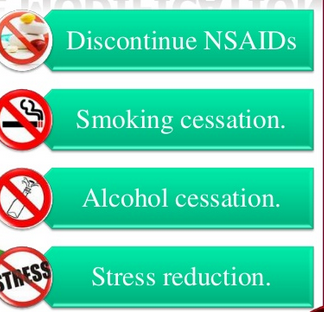 Discontinue NSAIDs
Smoking cessation.
Alcohol cessation.
STRESS
Stress reduction.